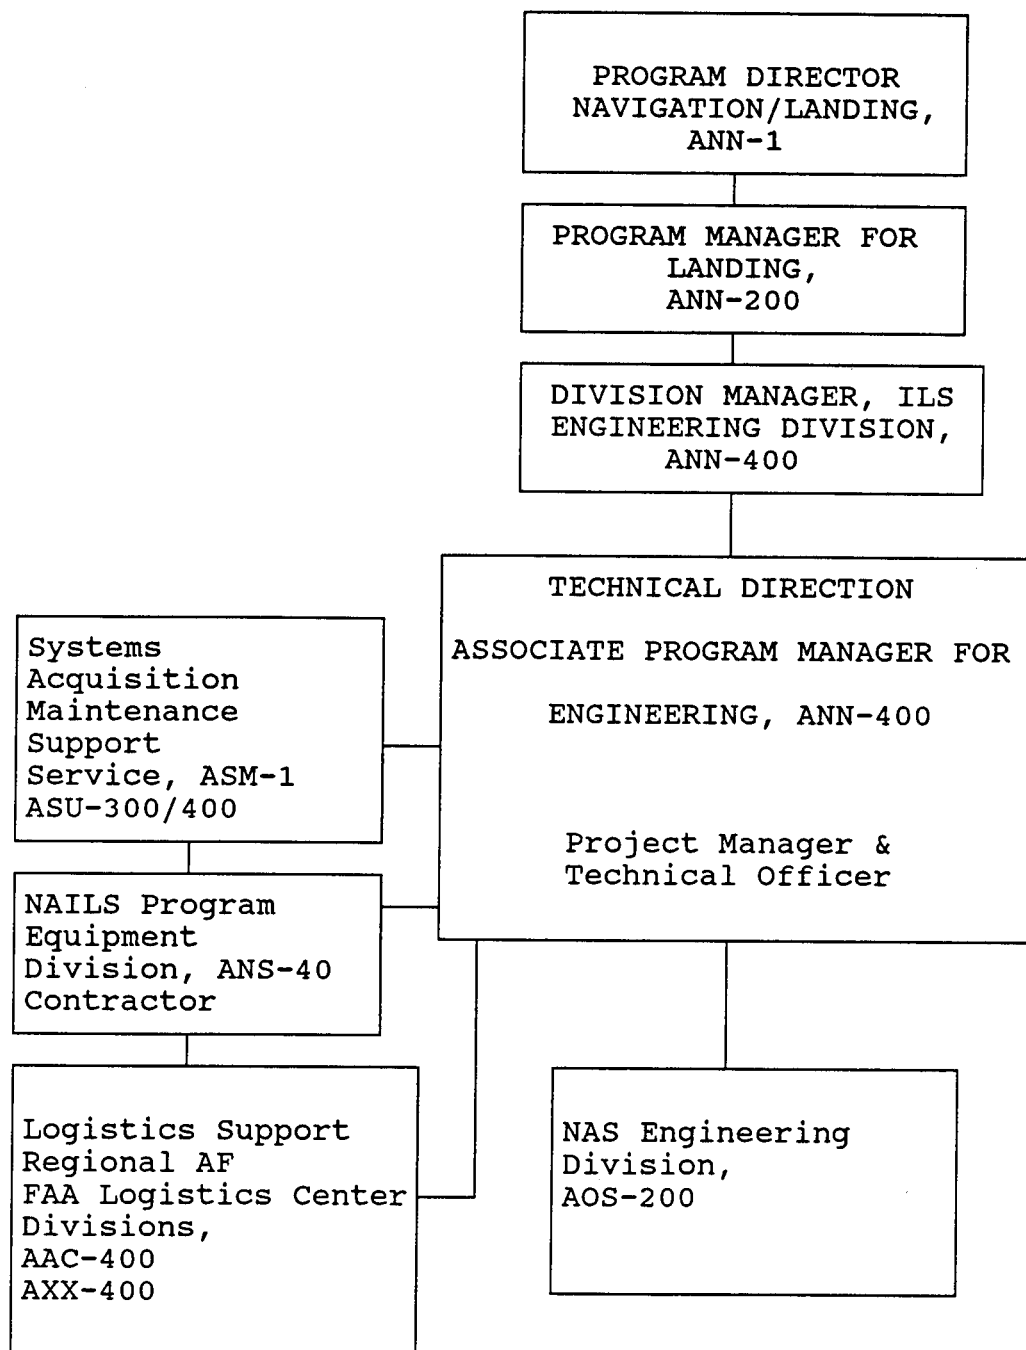 PROGRAM DIRECTOR
NAVIGATION/LANDING,
ANN-1
PROGRAM MANAGER FOR
LANDING,
ANN-200
DIVISION MANAGER, ILS
ENGINEERING DIVISION,
ANN-400
TECHNICAL DIRECTION
ASSOCIATE PROGRAM MANAGER FOR
ENGINEERING, ANN-400
Project Manager &
Technical Officer
Systems
Acquisition
Maintenance
Support
Service, ASM-1
ASU-300/400
NAILS Program
Equipment
Division, ANS-40
Contractor
Logistics Support
Regional AF
FAA Logistics Center
Divisions,
AAC-400
AXX-400
NAS Engineering
Division,
AOS-200